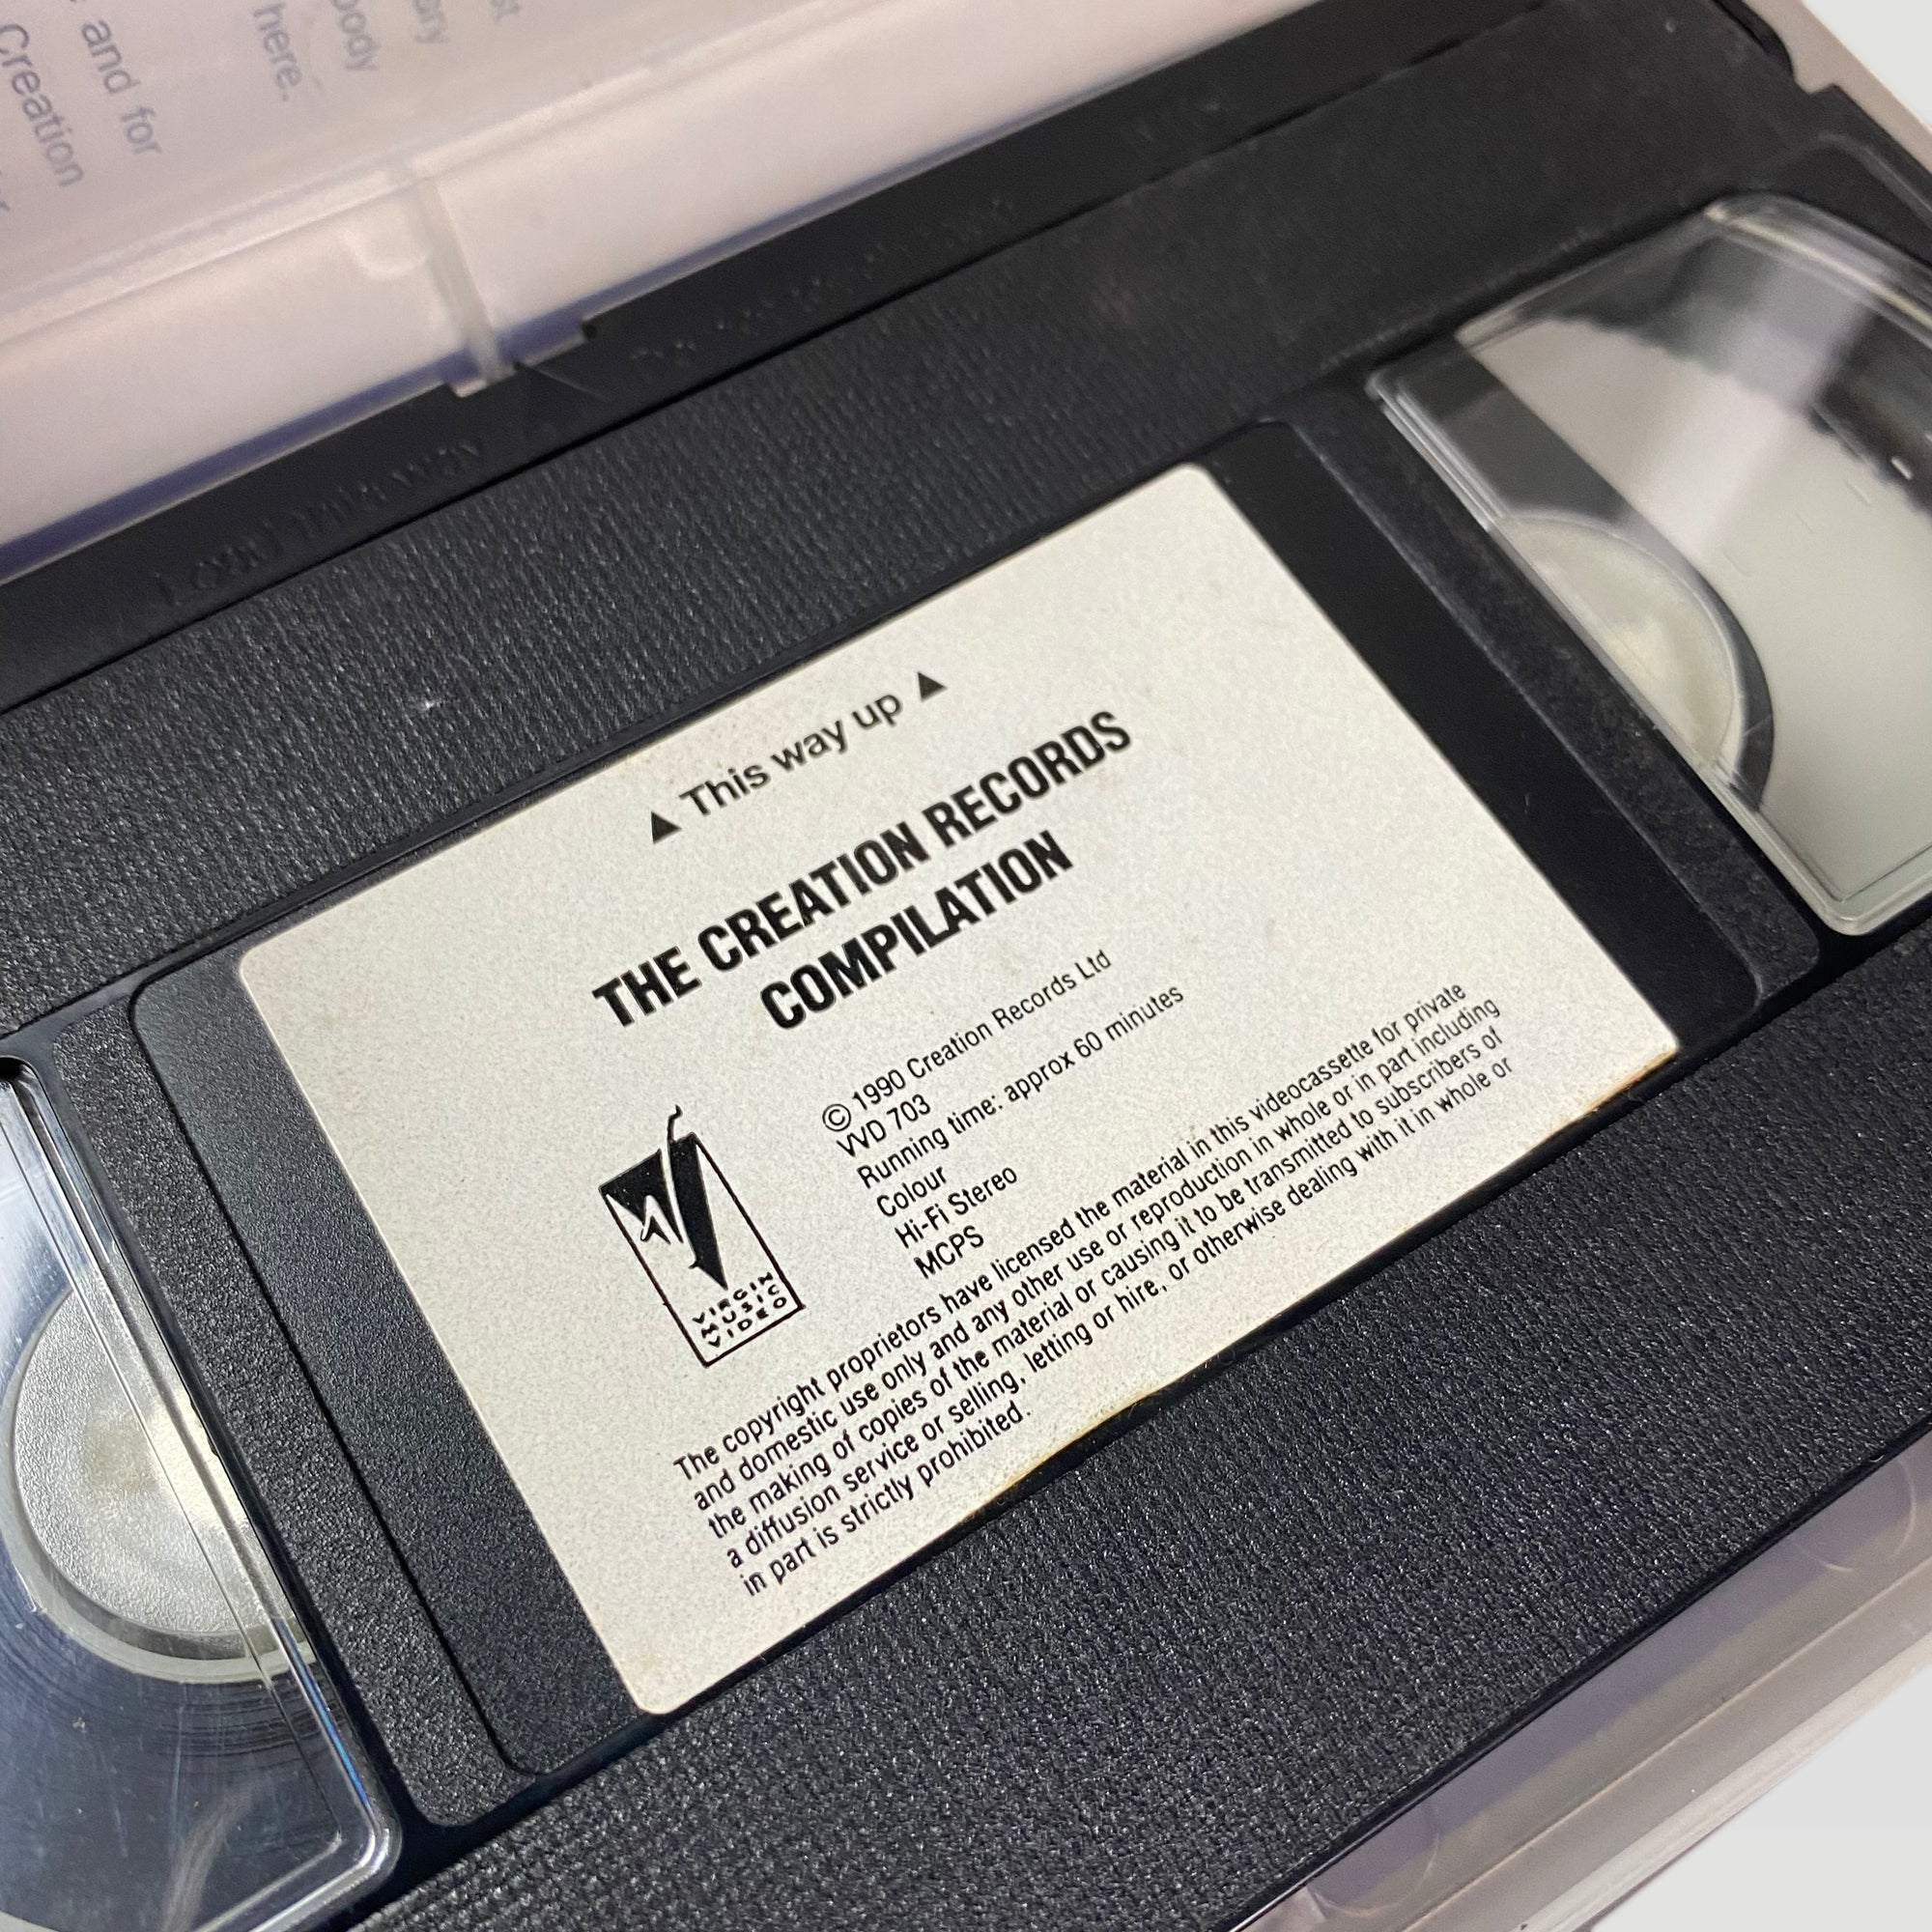 and for
Creation
ary
body
here.
▲ This way up ▲
THE CREATION RECORDS
COMPILATION
© 1990 Creation Records Ltd
VVD 703
Running time: approx 60 minutes
Colour
Hi-Fi Stereo
MCPS
VIRGIN
MUSIC
VIDEO
The copyright proprietors have licensed the material in this videocassette for private
and domestic use only and any other use or reproduction in whole or in part including
the making of copies of the material or causing it to be transmitted to subscribers of
a diffusion service or selling, letting or hire, or otherwise dealing with it in whole or
in part is strictly prohibited.